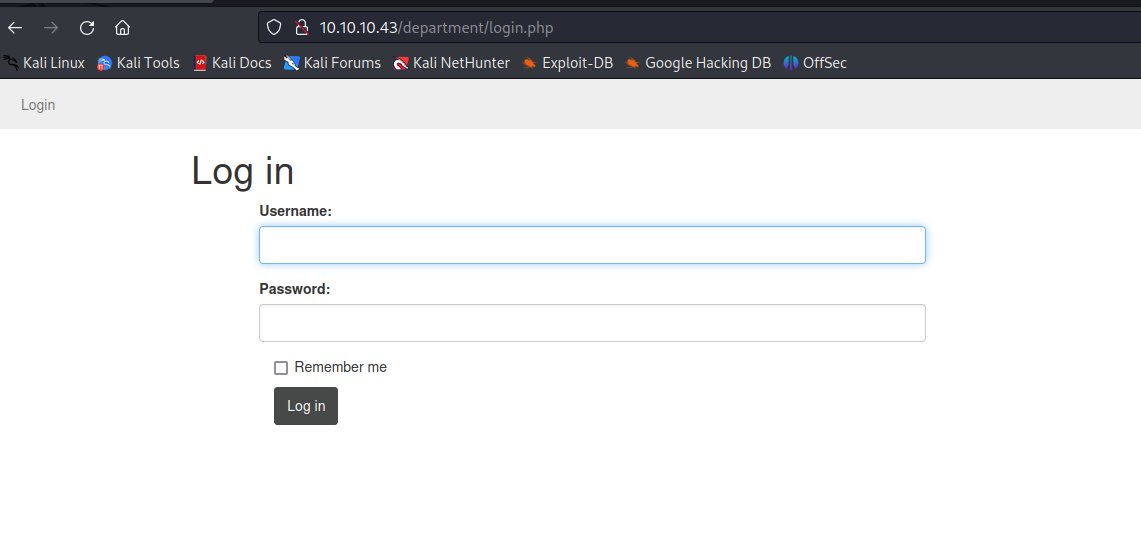 10.10.10.43/department/login.php
Kali Linux Kali Tools Kali Docs Kali Forums Kali NetHunter Exploit-DB Google Hacking DB OffSec
Login
Log in
Username:
Password:
Remember me
Log in